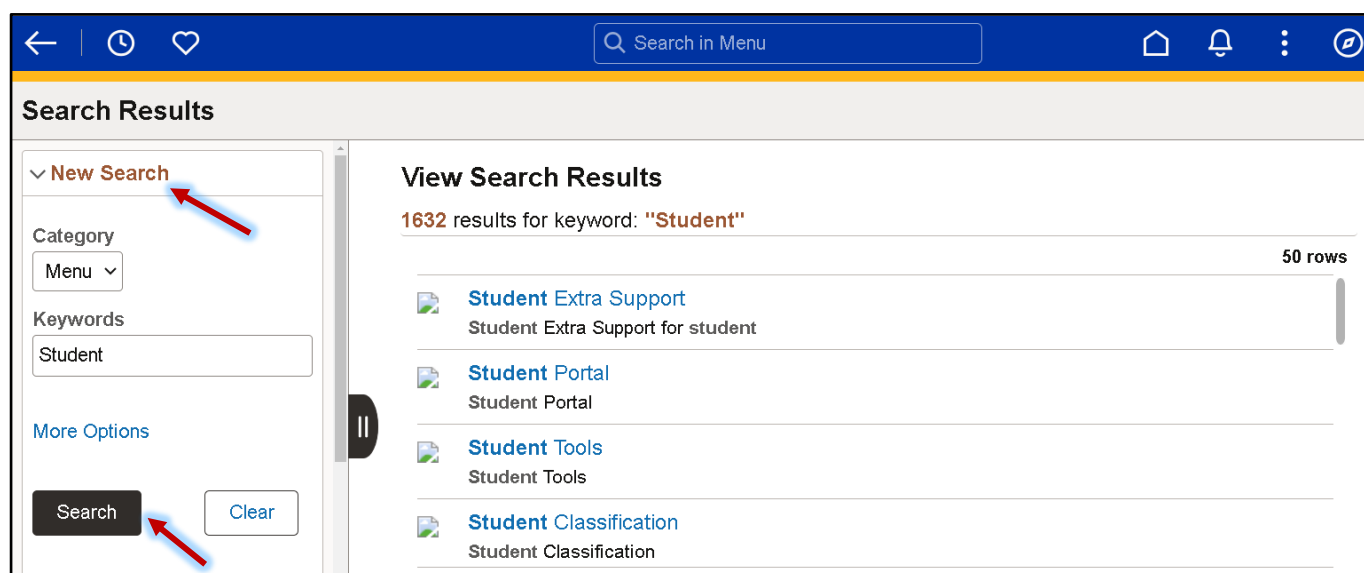 Search in Menu
Search Results
New Search
Category
Menu
Keywords
Student
More Options
Search Clear
View Search Results
1632 results for keyword: "Student"
50 rows
Student Extra Support
Student Extra Support for student
Student Portal
Student Portal
Student Tools
Student Tools
Student Classification
Student Classification